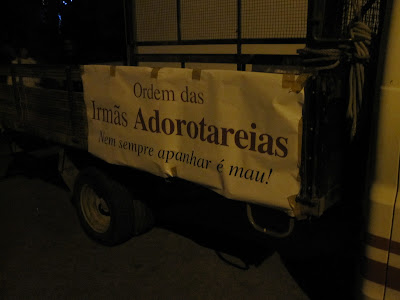 Ordem das
Irmãs Adorotareias
Nem sempre apanhar é mau!